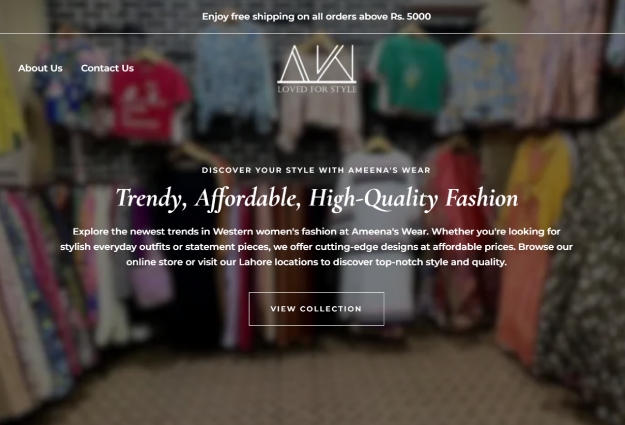 Enjoy free shipping on all orders above Rs. 5000
About Us
Contact Us
AKI
LOVED FOR STYLE
DISCOVER YOUR STYLE WITH AMEENA'S WEAR
Trendy, Affordable, High-Quality Fashion
Explore the newest trends in Western women's fashion at Ameena's Wear. Whether you're looking for
stylish everyday outfits or statement pieces, we offer cutting-edge designs at affordable prices. Browse our
online store or visit our Lahore locations to discover top-notch style and quality.
VIEW COLLECTION